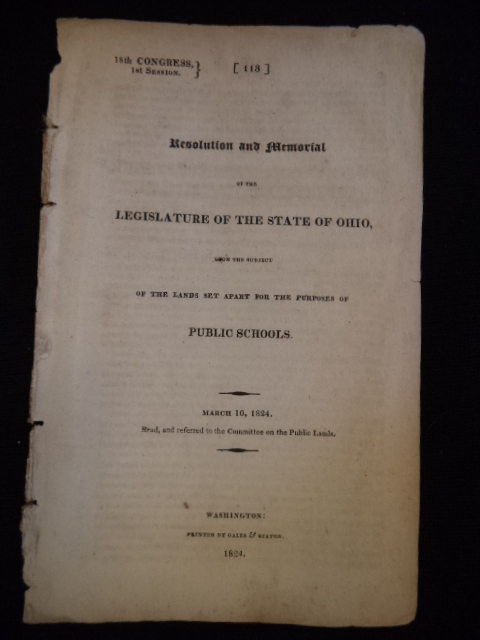 18th CONGRESS,
1st SESSION.
[ 118 ]
Resolution and Memorial
OF THE
LEGISLATURE OF THE STATE OF OHIO,
UPON THE SUBJECT
OF THE LANDS SET APART FOR THE PURPOSES OF
PUBLIC SCHOOLS.
MARCH 10, 1824.
Read, and referred to the Committee on the Public Lands.
WASHINGTON:
PRINTED BY GALES & SEATON.
1824.